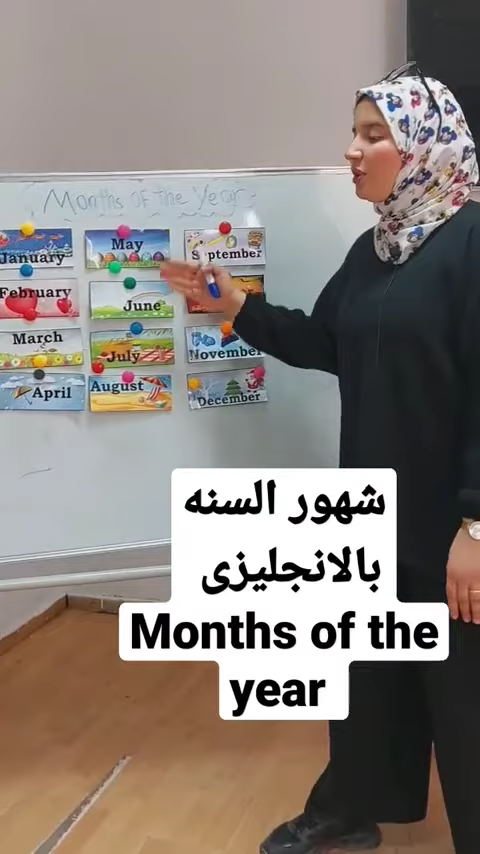 Months Of the Year
January
February
March
April
May
June
July
August
September
November
December
شهور السنه
بالانجليزى
Months of the
year